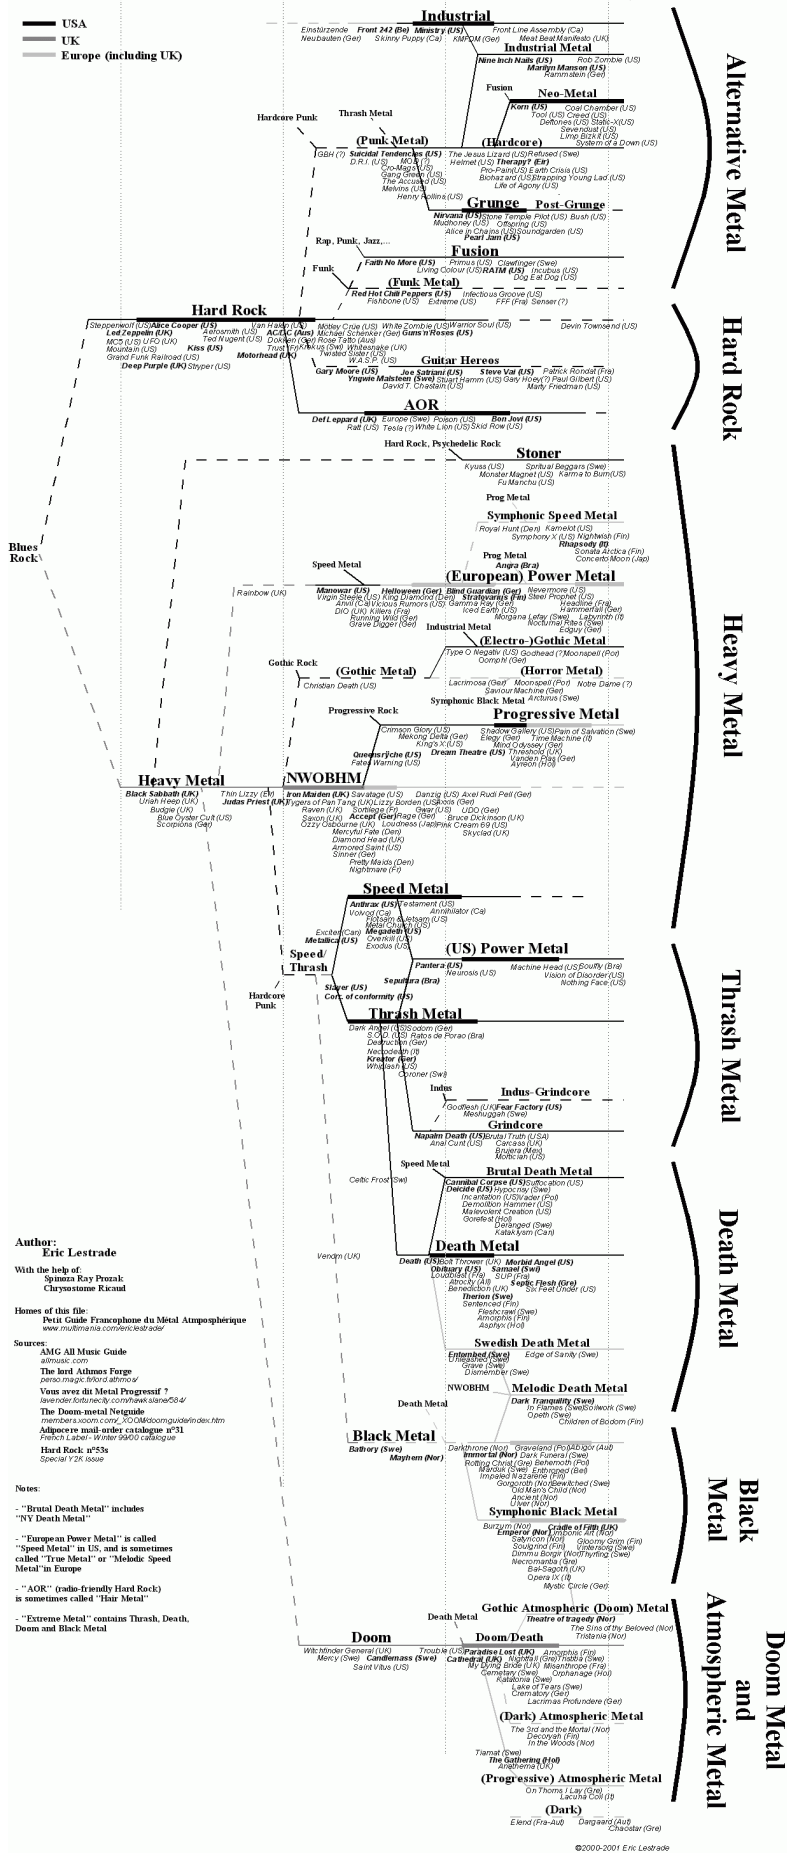 USA
UK
Europe (including UK)
Industrial
Einstürzende Neubauten (Ger)
Front 242 (Be)
Skinny Puppy (Ca)
Ministry (US)
KMFDM (Ger)
Front Line Assembly (Ca)
Meat Beat Manifesto (UK)
Industrial Metal
Nine Inch Nails (US)
Rob Zombie (US)
Marilyn Manson (US)
Rammstein (Ger)
Fusion
Neo-Metal
Korn (US)
Coal Chamber (US)
Tool (US)
Creed (US)
Deftones (US)
Static-X(US)
Sevendust (US)
Limp Bizkit (US)
System of a Down (US)
Hardcore Punk
Thrash Metal
(Punk Metal)
(Hardcore)
GBH (?)
Suicidal Tendencies (US)
D.R.I. (US)
MOD (?)
Cro-Mags (US)
Gang Green (US)
The Accused (US)
Melvins (US)
Henry Rollins (US)
The Jesus Lizard (US)
Refused (Swe)
Helmet (US)
Therapy? (Eir)
Pro-Pain(US)
Earth Crisis (US)
Biohazard (US)
Strapping Young Lad (US)
Life of Agony (US)
Grunge
Post-Grunge
Nirvana (US)
Stone Temple Pilot (US)
Bush (US)
Mudhoney (US)
Offspring (US)
Alice in Chains (US)
Soundgarden (US)
Pearl Jam (US)
Rap, Punk, Jazz,...
Fusion
Faith No More (US)
Primus (US)
Clawfinger (Swe)
Living Colour (US)
RATM (US)
Incubus (US)
Dog Eat Dog (US)
Funk
(Funk Metal)
Red Hot Chili Peppers (US)
Infectious Groove (US)
Fishbone (US)
Extreme (US)
FFF (Fra)
Senser (?)
Alternative Metal
Hard Rock
Steppenwolf (US)
Alice Cooper (US)
Led Zeppelin (UK)
MC5 (US)
UFO (UK)
Mountain (US)
Grand Funk Railroad (US)
Deep Purple (UK)
Stryper (US)
Aerosmith (US)
Ted Nugent (US)
Kiss (US)
Van Halen (US)
AC/DC (Aus)
Dokken (Ger)
Trust (Fr)
Krokus (Swi)
Motorhead (UK)
Mötley Crüe (US)
White Zombie (US)
Warrior Soul (US)
Devin Townsend (US)
Michael Schenker (Ger)
Guns'n'Roses (US)
Rose Tatto (Aus)
Whitesnake (UK)
Twisted Sister (US)
W.A.S.P. (US)
Guitar Hereos
Gary Moore (US)
Joe Satriani (US)
Steve Vai (US)
Patrick Rondat (Fra)
Yngwie Malsteen (Swe)
Stuart Hamm (US)
Gary Hoey(?)
Paul Gilbert (US)
David T. Chastain (US)
Marty Friedman (US)
AOR
Def Leppard (UK)
Europe (Swe)
Poison (US)
Bon Jovi (US)
Ratt (US)
Tesla (?)
White Lion (US)
Skid Row (US)
Hard Rock
Hard Rock, Psychedelic Rock
Stoner
Kyuss (US)
Spiritual Beggars (Swe)
Monster Magnet (US)
Karma to Burn(US)
Fu Manchu (US)
Prog Metal
Symphonic Speed Metal
Royal Hunt (Den)
Kamelot (US)
Symphony X (US)
Nightwish (Fin)
Rhapsody (It)
Sonata Arctica (Fin)
Concerto Moon (Jap)
Prog Metal
Angra (Bra)
Blues Rock
Speed Metal
(European) Power Metal
Rainbow (UK)
Manowar (US)
Helloween (Ger)
Blind Guardian (Ger)
Nevermore (US)
Virgin Steele (US)
King Diamond (Den)
Stratovarius (Fin)
Steel Prophet (US)
Anvil (Ca)
Vicious Rumors (US)
Gamma Ray (Ger)
Headline (Fra)
DIO (UK)
Killers (Fra)
Iced Earth (US)
Hammerfall (Ger)
Running Wild (Ger)
Morgana Lefay (Swe)
Labyrinth (It)
Grave Digger (Ger)
Nocturnal Rites (Swe)
Edguy (Ger)
Industrial Metal
(Electro-)Gothic Metal
Type O Negativ (US)
Godhead (?)
Moonspell (Por)
Oomph! (Ger)
Gothic Rock
(Gothic Metal)
(Horror Metal)
Christian Death (US)
Lacrimosa (Ger)
Moonspell (Por)
Notre Dame (?)
Saviour Machine (Ger)
Arcturus (Swe)
Symphonic Black Metal
Progressive Rock
Progressive Metal
Crimson Glory (US)
Shadow Gallery (US)
Pain of Salvation (Swe)
Mekong Delta (Ger)
Elegy (Ger)
Time Machine (It)
King's X(US)
Mind Odyssey (Ger)
Queensrÿche (US)
Dream Theatre (US)
Threshold (UK)
Fates Warning (US)
Vanden Plas (Ger)
Ayreon (Hol)
Heavy Metal
Heavy Metal
NWOBHM
Black Sabbath (UK)
Thin Lizzy (Eir)
Uriah Heep (UK)
Judas Priest (UK)
Budgie (UK)
Blue Oyster Cult (US)
Scorpions (Ger)
Iron Maiden (UK)
Savatage (US)
Danzig (US)
Axel Rudi Pell (Ger)
Tygers of Pan Tang (UK)
Lizzy Borden (US)
Axxis (Ger)
Raven (UK)
Sortilege (Fr)
Gwar (US)
UDO (Ger)
Saxon (UK)
Accept (Ger)
Rage (Ger)
Bruce Dickinson (UK)
Ozzy Osbourne (UK)
Loudness (Jap)
Pink Cream 69 (US)
Mercyful Fate (Den)
Skyclad (UK)
Diamond Head (UK)
Armored Saint (US)
Sinner (Ger)
Pretty Maids (Den)
Nightmare (Fr)
Speed Metal
Anthrax (US)
Testament (US)
Voivod (Ca)
Annihilator (Ca)
Flotsam & Jetsam (US)
Metal Church (US)
Exciter(Can)
Megadeth (US)
Metallica (US)
Overkill (US)
Exodus (US)
Speed/ Thrash
Hardcore Punk
(US) Power Metal
Pantera (US)
Machine Head (US)
Soulfly (Bra)
Neurosis (US)
Vision of Disorder (US)
Sepultura (Bra)
Nothing Face (US)
Slayer (US)
Corr. of conformity (US)
Thrash Metal
Dark Angel (US)
Sodom (Ger)
S.O.D. (US)
Ratos de Porao (Bra)
Destruction (Ger)
Necrodeath (It)
Kreator (Ger)
Whiplash (US)
Coroner (Swi)
Indus
Indus-Grindcore
Godflesh (UK)
Fear Factory (US)
Meshuggah (Swe)
Grincore
Napalm Death (US)
Brutal Truth (USA)
Anal Cunt (US)
Carcass (UK)
Brujera (Mex)
Mortician (US)
Thrash Metal
Speed Metal
Brutal Death Metal
Celtic Frost (Swi)
Cannibal Corpse (US)
Suffocation (US)
Deicide (US)
Hypocrisy (Swe)
Incantation (US)
Vader (Pol)
Demolition Hammer (US)
Malevolent Creation (US)
Gorefest (Hol)
Deranged (Swe)
Kataklysm (Can)
Death Metal
Venom (UK)
Death (US)
Bolt Thrower (UK)
Morbid Angel (US)
Obituary (US)
Samael (Swi)
Loudblast (Fra)
SUP (Fra)
Atrocity (All)
Septic Flesh (Gre)
Benediction (UK)
Six Feet Under (US)
Therion (Swe)
Sentenced (Fin)
Fleshcrawl (Swe)
Amorphis (Fin)
Asphyx (Hol)
Swedish Death Metal
Entombed (Swe)
Edge of Sanity (Swe)
Unleashed (Swe)
Grave (Swe)
Dismember (Swe)
NWOBHM
Melodic Death Metal
Dark Tranquility (Swe)
In Flames (Swe)
Soilwork (Swe)
Opeth (Swe)
Children of Bodom (Fin)
Death Metal
Death Metal
Black Metal
Bathory (Swe)
Mayhem (Nor)
Darkthrone (Nor)
Graveland (Pol)
Abigor (Aut)
Immortal (Nor)
Dark Funeral (Swe)
Rotting Christ (Gre)
Behemoth (Pol)
Marduk (Swe)
Enthroned (Bel)
Impaled Nazarene (Fin)
Gorgoroth (Nor)
Bewitched (Swe)
Old Man's Child (Nor)
Ancient (Nor)
Ulver (Nor)
Symphonic Black Metal
Burzum (Nor)
Cradle of Filth (UK)
Emperor (Nor)
Limbonic Art (Nor)
Satyricon (Nor)
Gloomy Grim (Fin)
Soulgrind (Fin)
Vintersorg (Swe)
Dimmu Borgir (Nor)
Thyrfing (Swe)
Necromantia (Gre)
Bal-Sagoth (UK)
Opera IX (It)
Mystic Circle (Ger)
Black Metal
Gothic Atmospheric (Doom) Metal
Death Metal
Theatre of tragedy (Nor)
The Sins of thy Beloved (Nor)
Tristania (Nor)
Doom
Doom/Death
Witchfinder General (UK)
Trouble (US)
Paradise Lost (UK)
Amorphis (Fin)
Mercy (Swe)
Candlemass (Swe)
Cathedral (UK)
Nightfall (Gre)
Tiisthia (Swe)
Saint Vitus (US)
My Dying Bride (UK)
Misanthrope (Fra)
Cemetary (Swe)
Orphanage (Hol)
Katatonia (Swe)
Lake of Tears (Swe)
Crematory (Ger)
Lacrimas Profundere (Ger)
(Dark) Atmospheric Metal
The 3rd and the Mortal (Nor)
Decoryah (Fin)
In the Woods (Nor)
Tiamat (Swe)
The Gathering (Hol)
Anathema (UK)
(Progressive) Atmospheric Metal
On Thorns I Lay (Gre)
Lacuna Coil (It)
(Dark)
Elend (Fra-Aut)
Dargaard (Aut)
Chaostar (Gre)
Doom Metal and Atmospheric Metal
Author:
Eric Lestrade
With the help of:
Spinoza Ray Prozak
Chrysostome Ricaud
Homes of this file:
Petit Guide Francophone du Métal Atmosphérique
www.multimania.com/ericlestrade/
Sources:
AMG All Music Guide
allmusic.com
The lord Athmos Forge
perso.magic.fr/lord.athmos/
Vous avez dit Metal Progressif ?
lavender.fortunecity.com/hawkslane/584/
The Doom-metal Netguide
members.xoom.com/_XOOM/doomguide/index.htm
Adipocere mail-order catalogue n°31
French Label - Winter 99/00 catalogue
Hard Rock n°53s
Special Y2K issue
Notes:
- "Brutal Death Metal" includes
"NY Death Metal"
- "European Power Metal" is called
"Speed Metal" in US, and is sometimes
called "True Metal" or "Melodic Speed
Metal"in Europe
- "AOR" (radio-friendly Hard Rock)
is sometimes called "Hair Metal"
- "Extreme Metal" contains Thrash, Death,
Doom and Black Metal
©2000-2001 Eric Lestrade